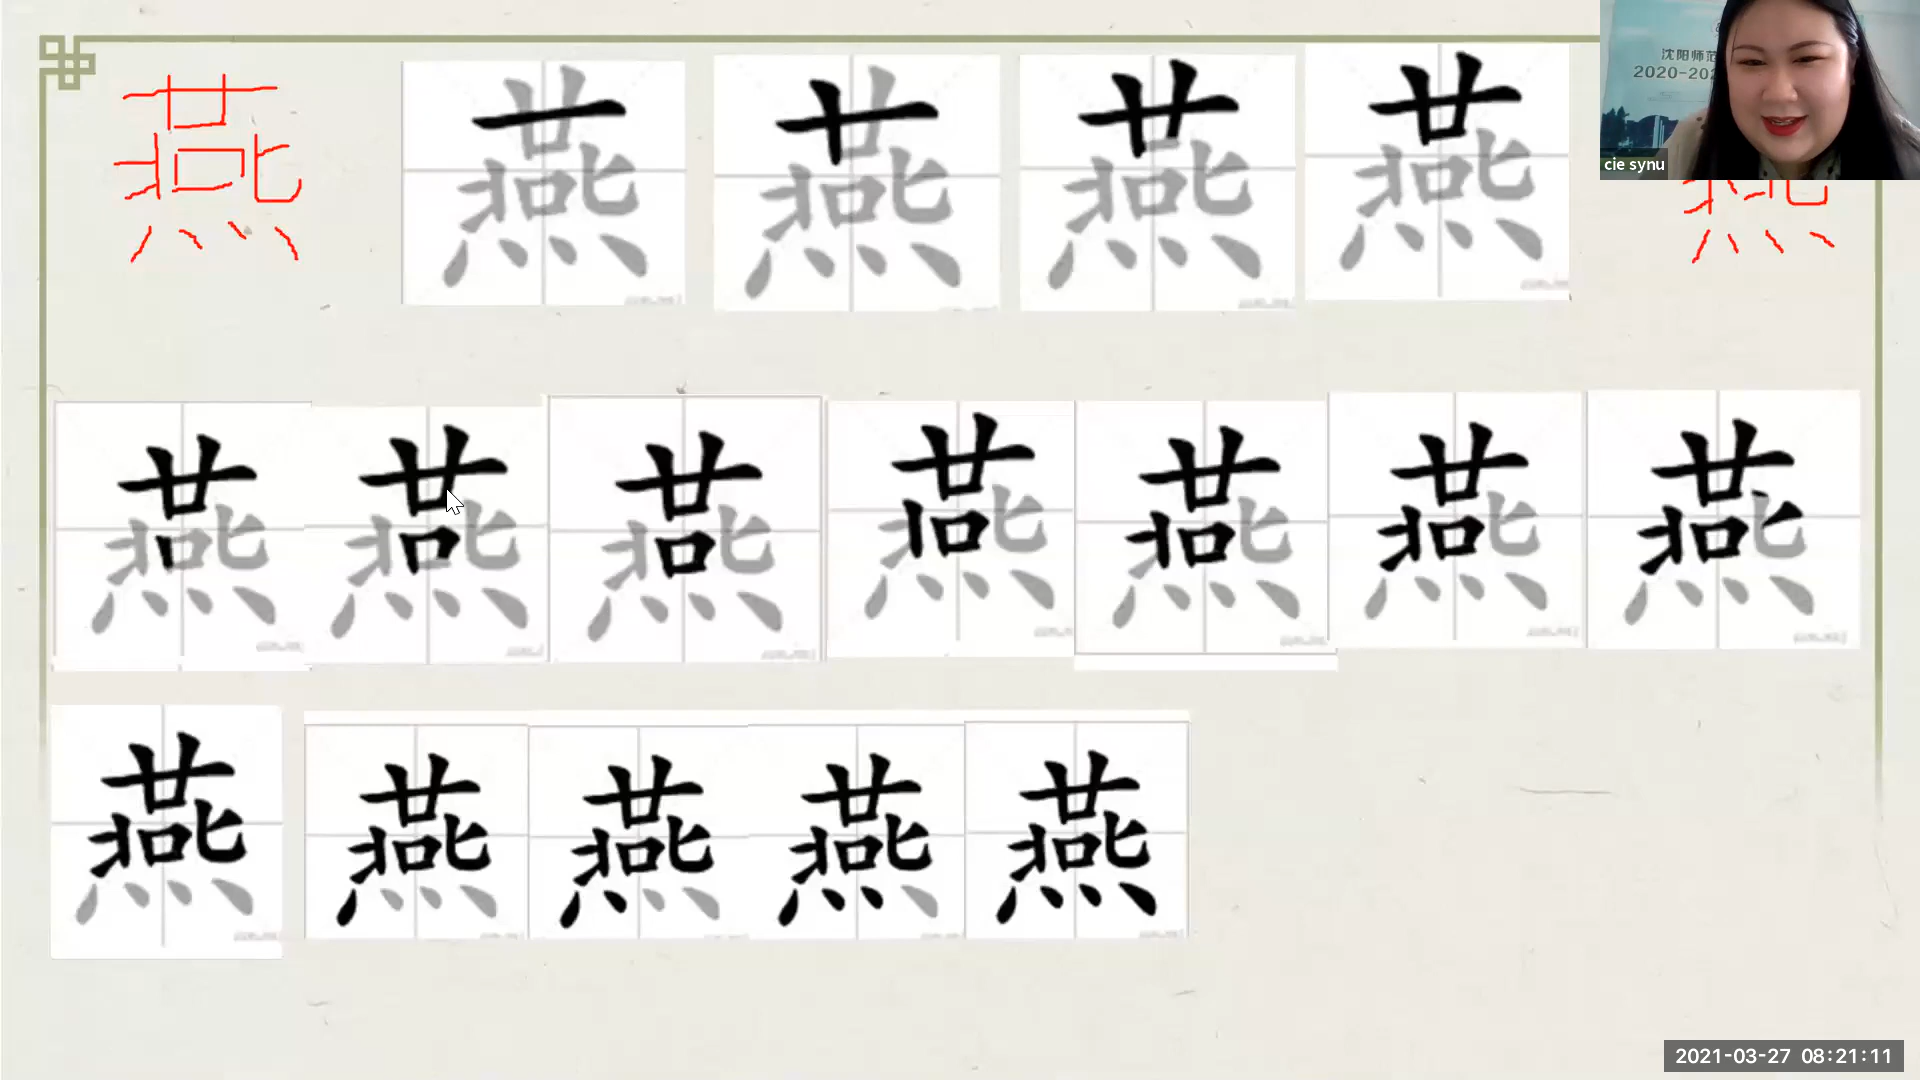 燕 燕 燕 燕 燕 燕
沈阳师范
2020-202
cie synu
燕 燕 燕 燕 燕 燕 燕
燕 燕 燕 燕 燕
2021-03-27 08:21:11